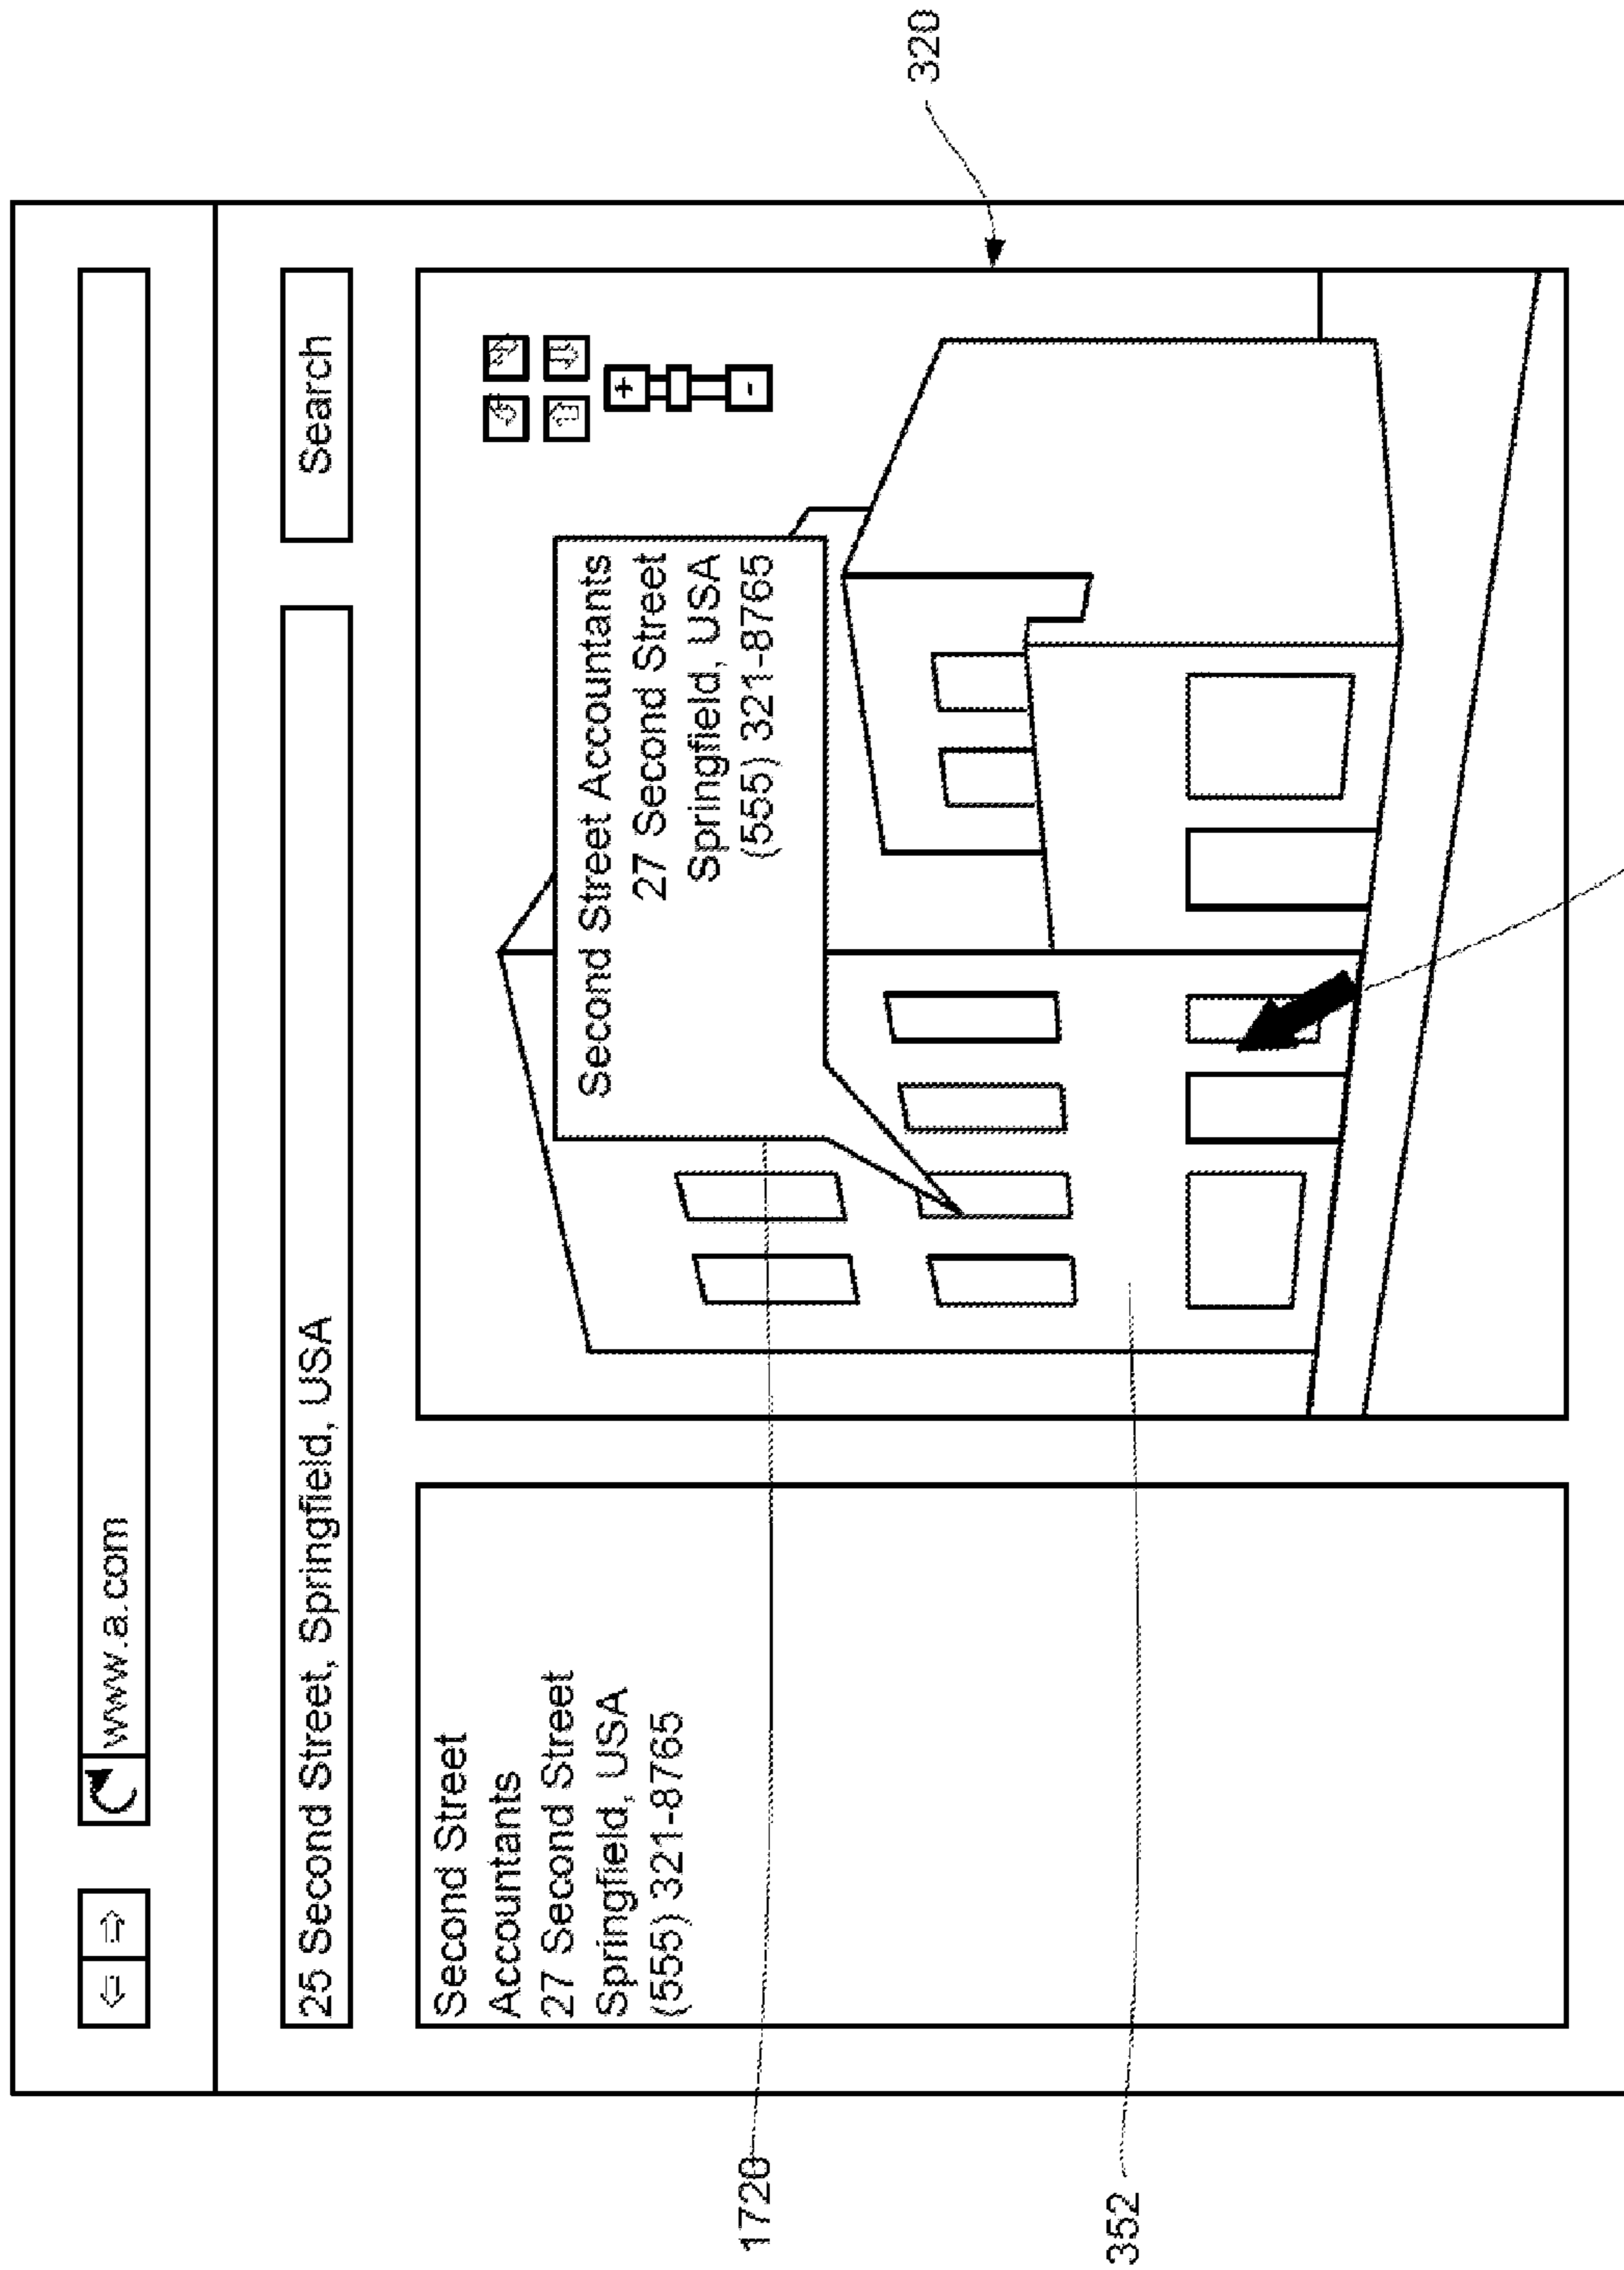 www.a.com
25 Second Street, Springfield, USA
Search
Second Street
Accountants
27 Second Street
Springfield, USA
(555) 321-8765
+
-
Second Street Accountants
27 Second Street
Springfield, USA
(555) 321-8765
320
1720
352